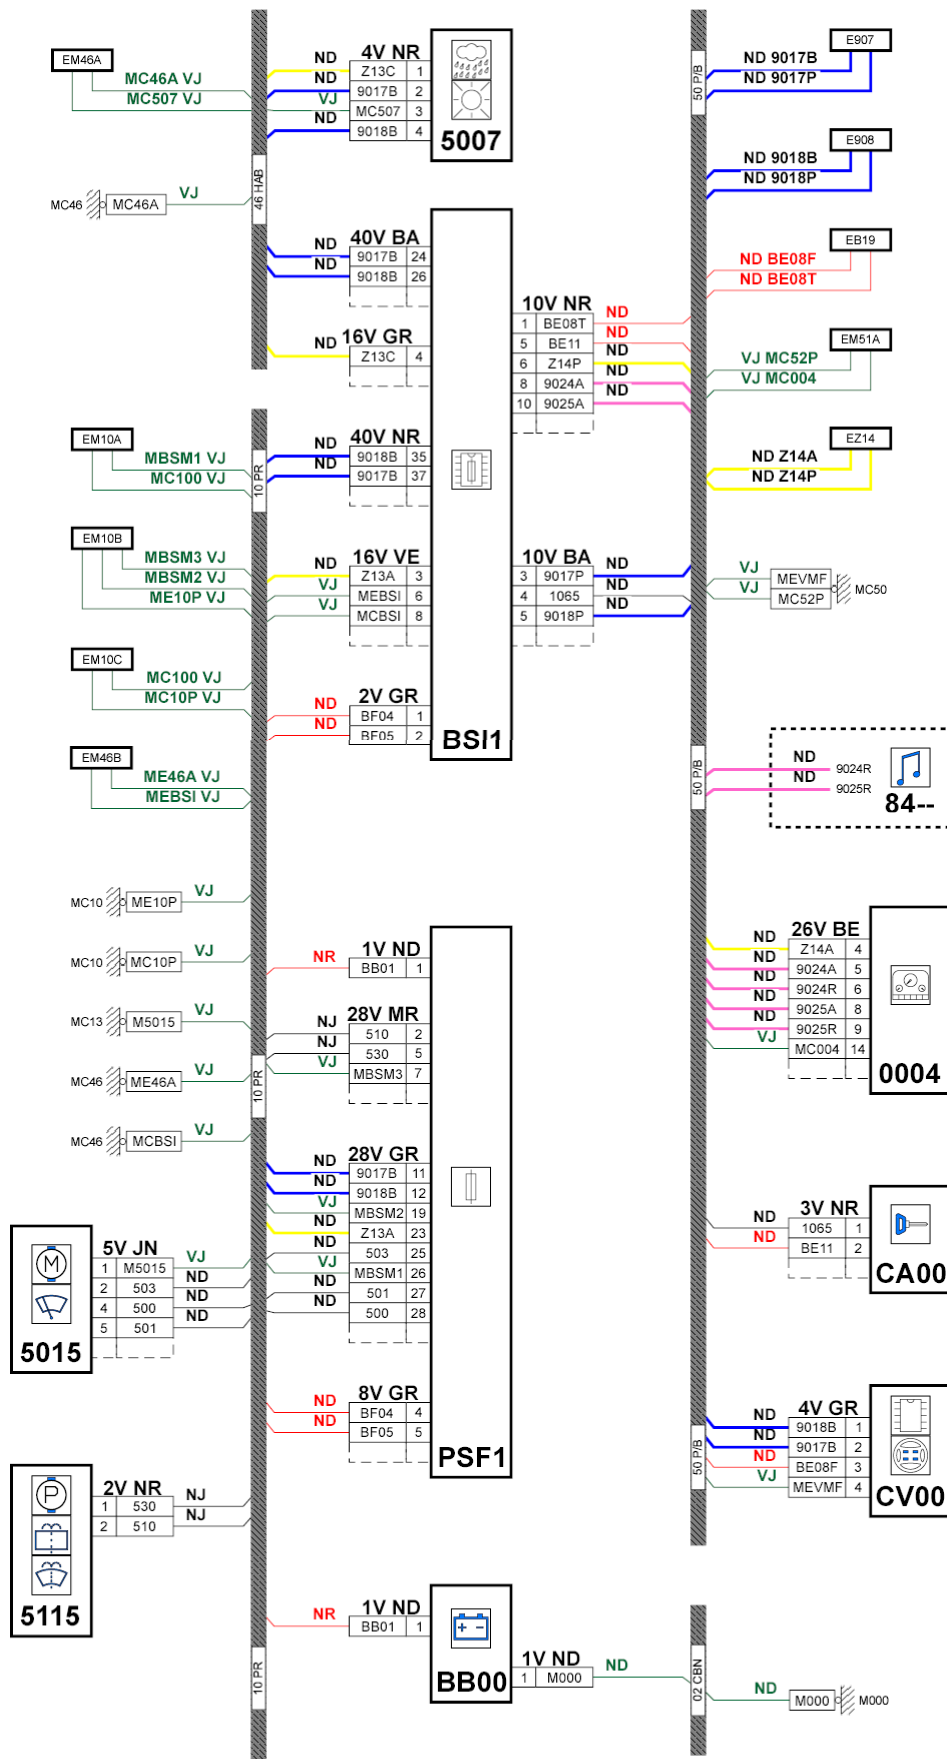 EM46A
MC46A VJ
MC507 VJ
MC46
MC46A
VJ
46 HAB
4V NR
ND Z13C 1
ND 9017B 2
VJ MC507 3
ND 9018B 4
5007
40V BA
ND 9017B 24
ND 9018B 26
16V GR
ND Z13C 4
10V NR
1 BE08T ND
5 BE11 ND
6 Z14P ND
8 9024A ND
10 9025A ND
EM10A
MBSM1 VJ
MC100 VJ
10 PR
40V NR
ND 9018B 35
ND 9017B 37
EM10B
MBSM3 VJ
MBSM2 VJ
ME10P VJ
16V VE
ND Z13A 3
VJ MEBSI 6
VJ MCBSI 8
10V BA
3 9017P ND
4 1065 ND
5 9018P ND
EM10C
MC100 VJ
MC10P VJ
2V GR
ND BF04 1
ND BF05 2
BSI1
EM46B
ME46A VJ
MEBSI VJ
MC10 ME10P VJ
MC10 MC10P VJ
MC13 M5015 VJ
MC46 ME46A VJ
MC46 MCBSI VJ
10 PR
1V ND
NR BB01 1
28V MR
NJ 510 2
NJ 530 5
VJ MBSM3 7
28V GR
ND 9017B 11
ND 9018B 12
VJ MBSM2 19
ND Z13A 23
ND 503 25
VJ MBSM1 26
ND 501 27
ND 500 28
8V GR
ND BF04 4
ND BF05 5
PSF1
M
5015
5V JN
1 M5015 VJ
2 503 ND
4 500 ND
5 501 ND
P
5115
2V NR
1 530 NJ
2 510 NJ
10 PR
1V ND
NR BB01 1
+ -
BB00
1V ND
1 M000 ND
02 CBN
ND M000 M000
50 P/B
E907
ND 9017B
ND 9017P
E908
ND 9018B
ND 9018P
EB19
ND BE08F
ND BE08T
EM51A
VJ MC52P
VJ MC004
EZ14
ND Z14A
ND Z14P
VJ MEVMF
VJ MC52P
MC50
50 P/B
ND 9024R
ND 9025R
84--
26V BE
ND Z14A 4
ND 9024A 5
ND 9024R 6
ND 9025A 8
ND 9025R 9
VJ MC004 14
0004
3V NR
ND 1065 1
ND BE11 2
CA00
50 P/B
4V GR
ND 9018B 1
ND 9017B 2
ND BE08F 3
VJ MEVMF 4
CV00